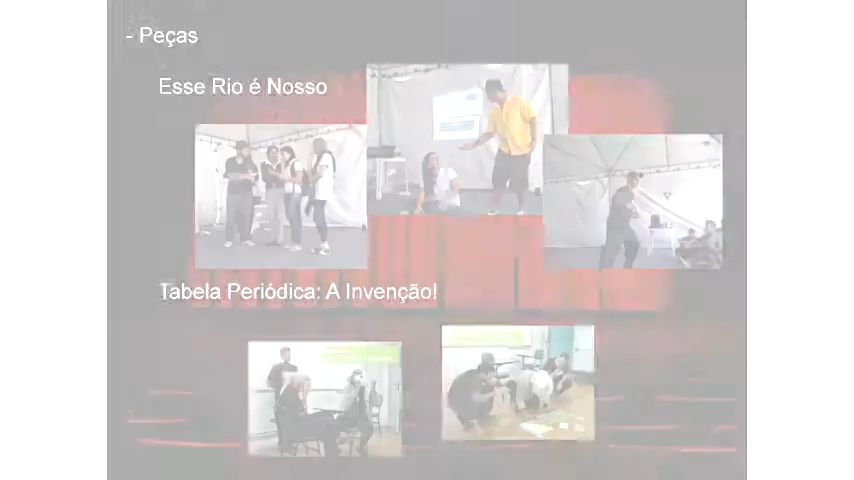 - Peças
Esse Rio é Nosso
Tabela Periódica: A Invenção!